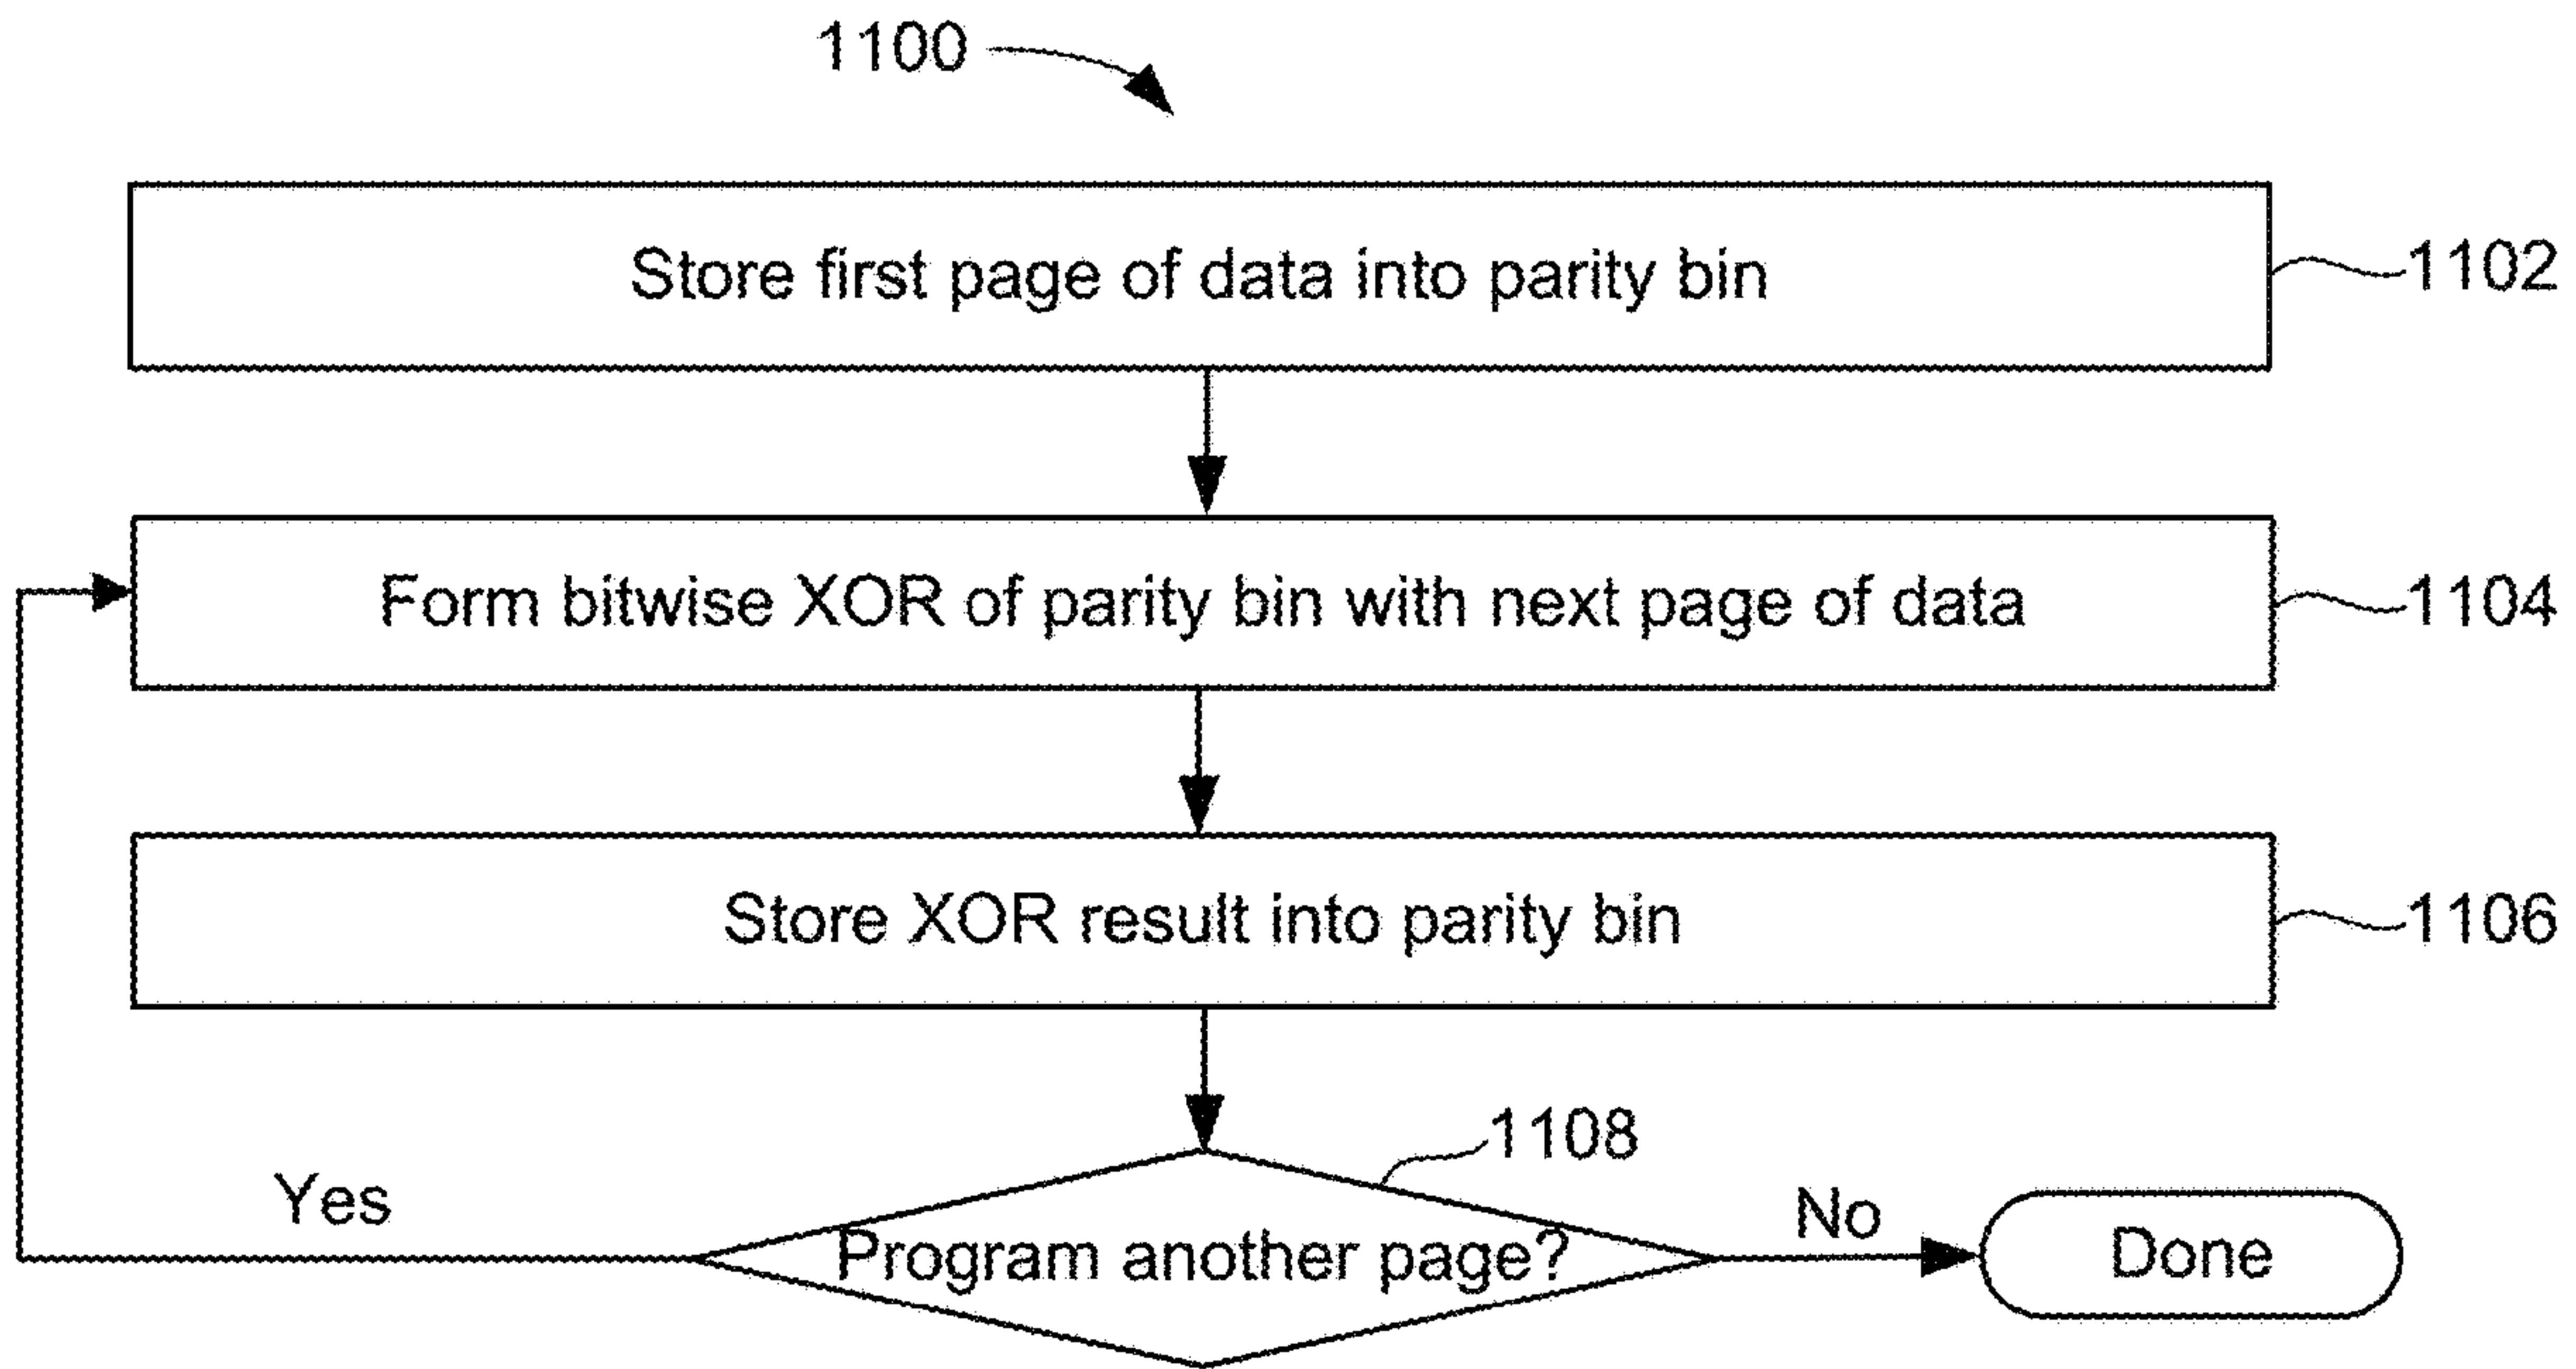 1100
Store first page of data into parity bin
1102
Form bitwise XOR of parity bin with next page of data
1104
Store XOR result into parity bin
1106
1108
Yes
Program another page?
No
Done